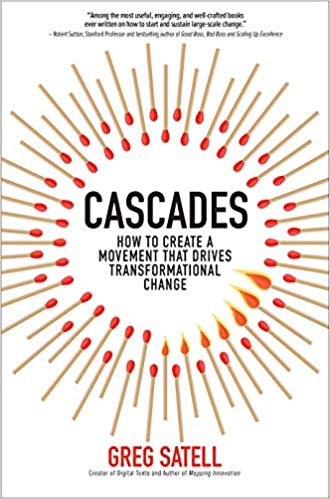 "Among the most useful, engaging, and well-crafted books
ever written on how to start and sustain large-scale change."
– Robert Sutton, Stanford Professor and bestselling author of Good Boss, Bad Boss and Scaling Up Excellence
CASCADES
HOW TO CREATE A
MOVEMENT THAT DRIVES
TRANSFORMATIONAL
CHANGE
GREG SATELL
Creator of Digital Tonto and Author of Mapping Innovation